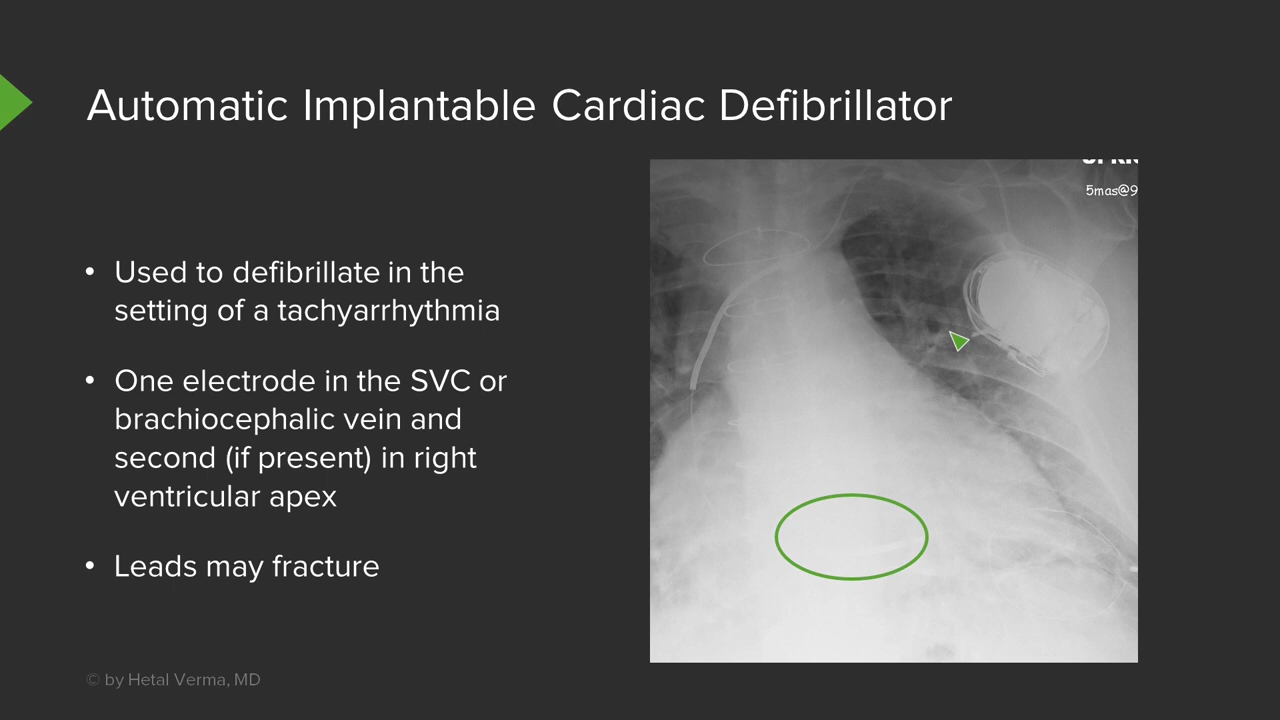 Automatic Implantable Cardiac Defibrillator
5mas@9
• Used to defibrillate in the
setting of a tachyarrhythmia
• One electrode in the SVC or
brachiocephalic vein and
second (if present) in right
ventricular apex
• Leads may fracture
© by Hetal Verma, MD